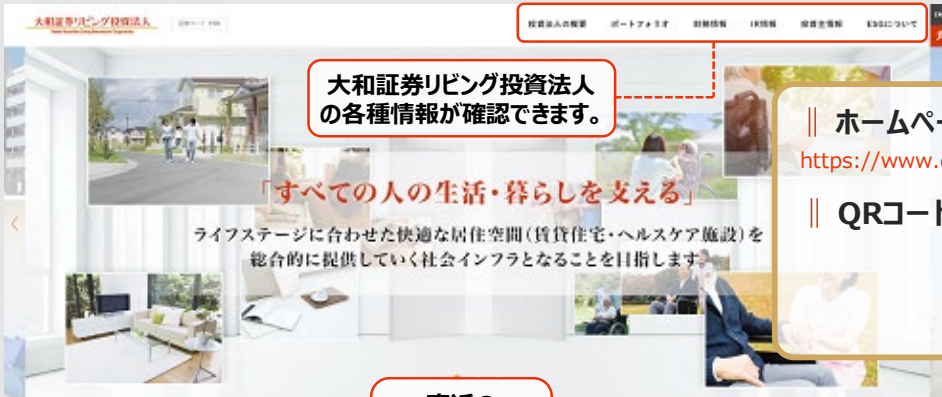 大和証券リビング投資法人
投資法人の概要 ポートフォリオ 財務情報 IR情報 投資主情報 ESGについて
大和証券リビング投資法人
の各種情報が確認できます。
ホームペー
https://www.
QRコート
「すべての人の生活・暮らしを支える」
ライフステージに合わせた快適な居住空間(賃貸住宅・ヘルスケア施設)を
総合的に提供していく社会インフラとなることを目指します。